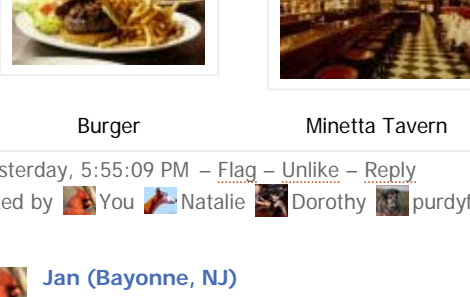 Burger Minetta Tavern
sterday, 5:55:09 PM – Flag – Unlike – Reply
ed by You Natalie Dorothy purdyf
Jan (Bayonne, NJ)